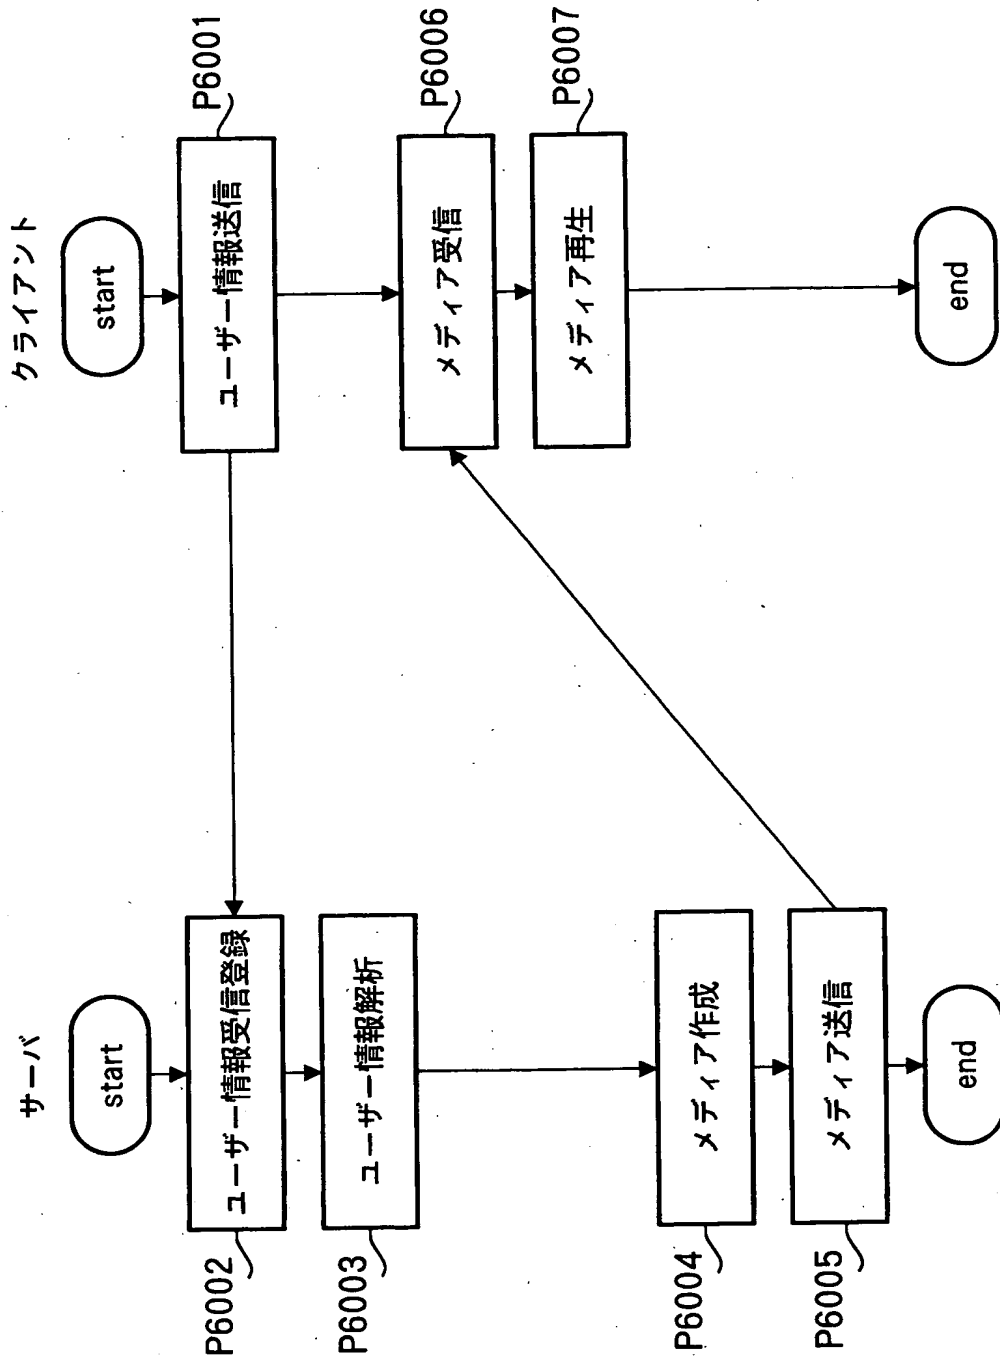 サーバ
クライアント
start
start
P6001
ユーザー情報送信
P6002
ユーザー情報受信登録
P6003
ユーザー情報解析
P6004
メディア作成
P6005
メディア送信
P6006
メディア受信
P6007
メディア再生
end
end